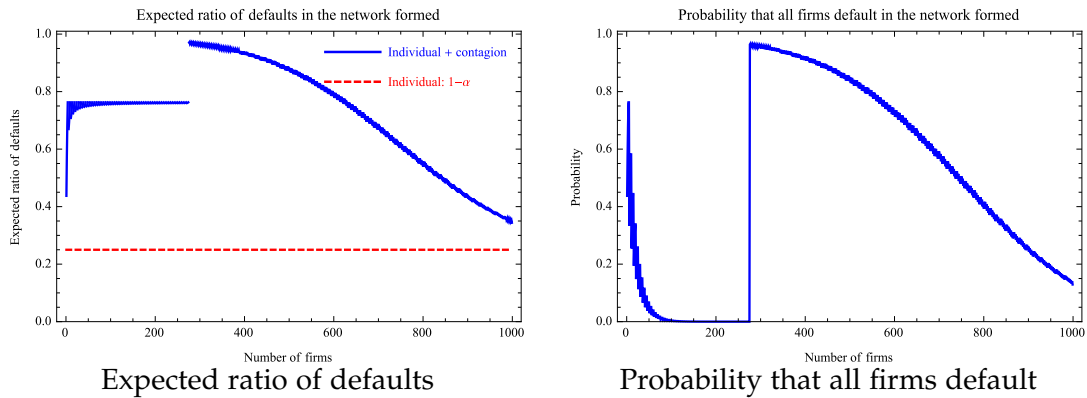 Expected ratio of defaults in the network formed
1.0
0.8
0.6
0.4
0.2
0.0
Expected ratio of defaults
Individual + contagion
Individual: 1−α
0
200
400
600
800
1000
Number of firms
Expected ratio of defaults
Probability that all firms default in the network formed
1.0
0.8
0.6
0.4
0.2
0.0
Probability
0
200
400
600
800
1000
Number of firms
Probability that all firms default